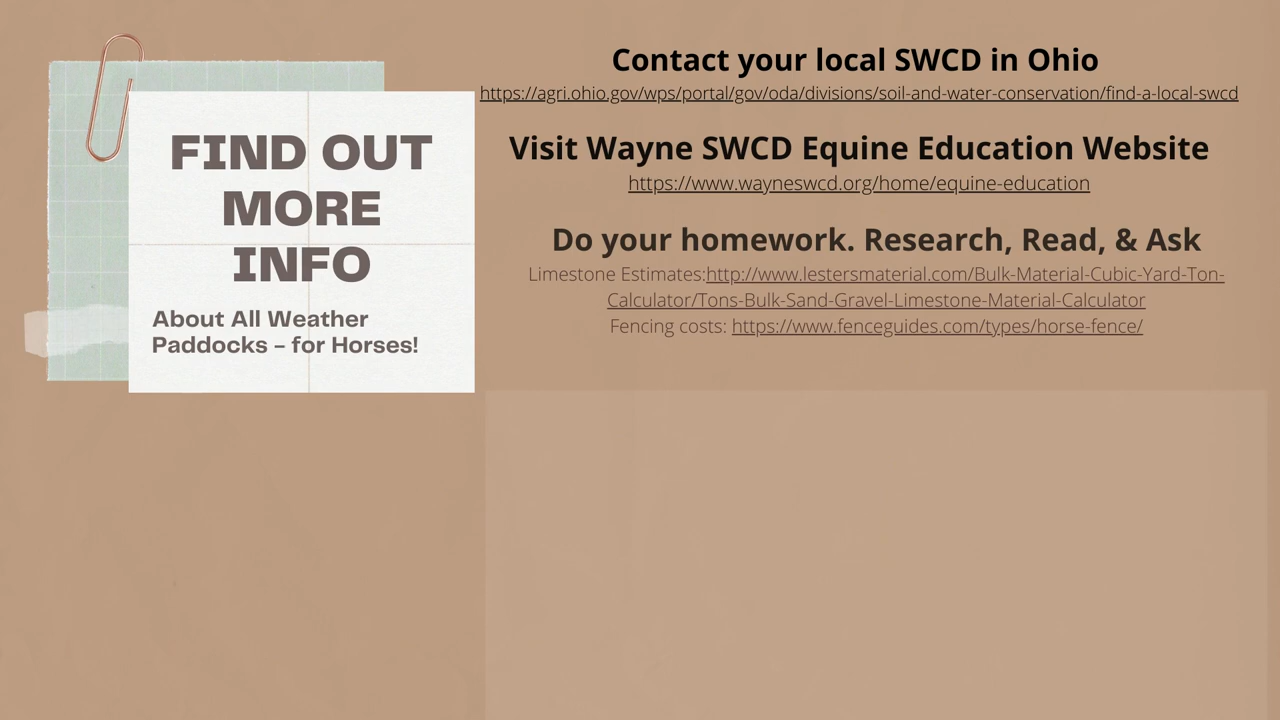 FIND OUT
MORE
INFO
About All Weather
Paddocks – for Horses!
Contact your local SWCD in Ohio
https://agri.ohio.gov/wps/portal/gov/oda/divisions/soil-and-water-conservation/find-a-local-swcd
Visit Wayne SWCD Equine Education Website
https://www.wayneswcd.org/home/equine-education
Do your homework. Research, Read, & Ask
Limestone Estimates:http://www.lestersmaterial.com/Bulk-Material-Cubic-Yard-Ton-
Calculator/Tons-Bulk-Sand-Gravel-Limestone-Material-Calculator
Fencing costs: https://www.fenceguides.com/types/horse-fence/